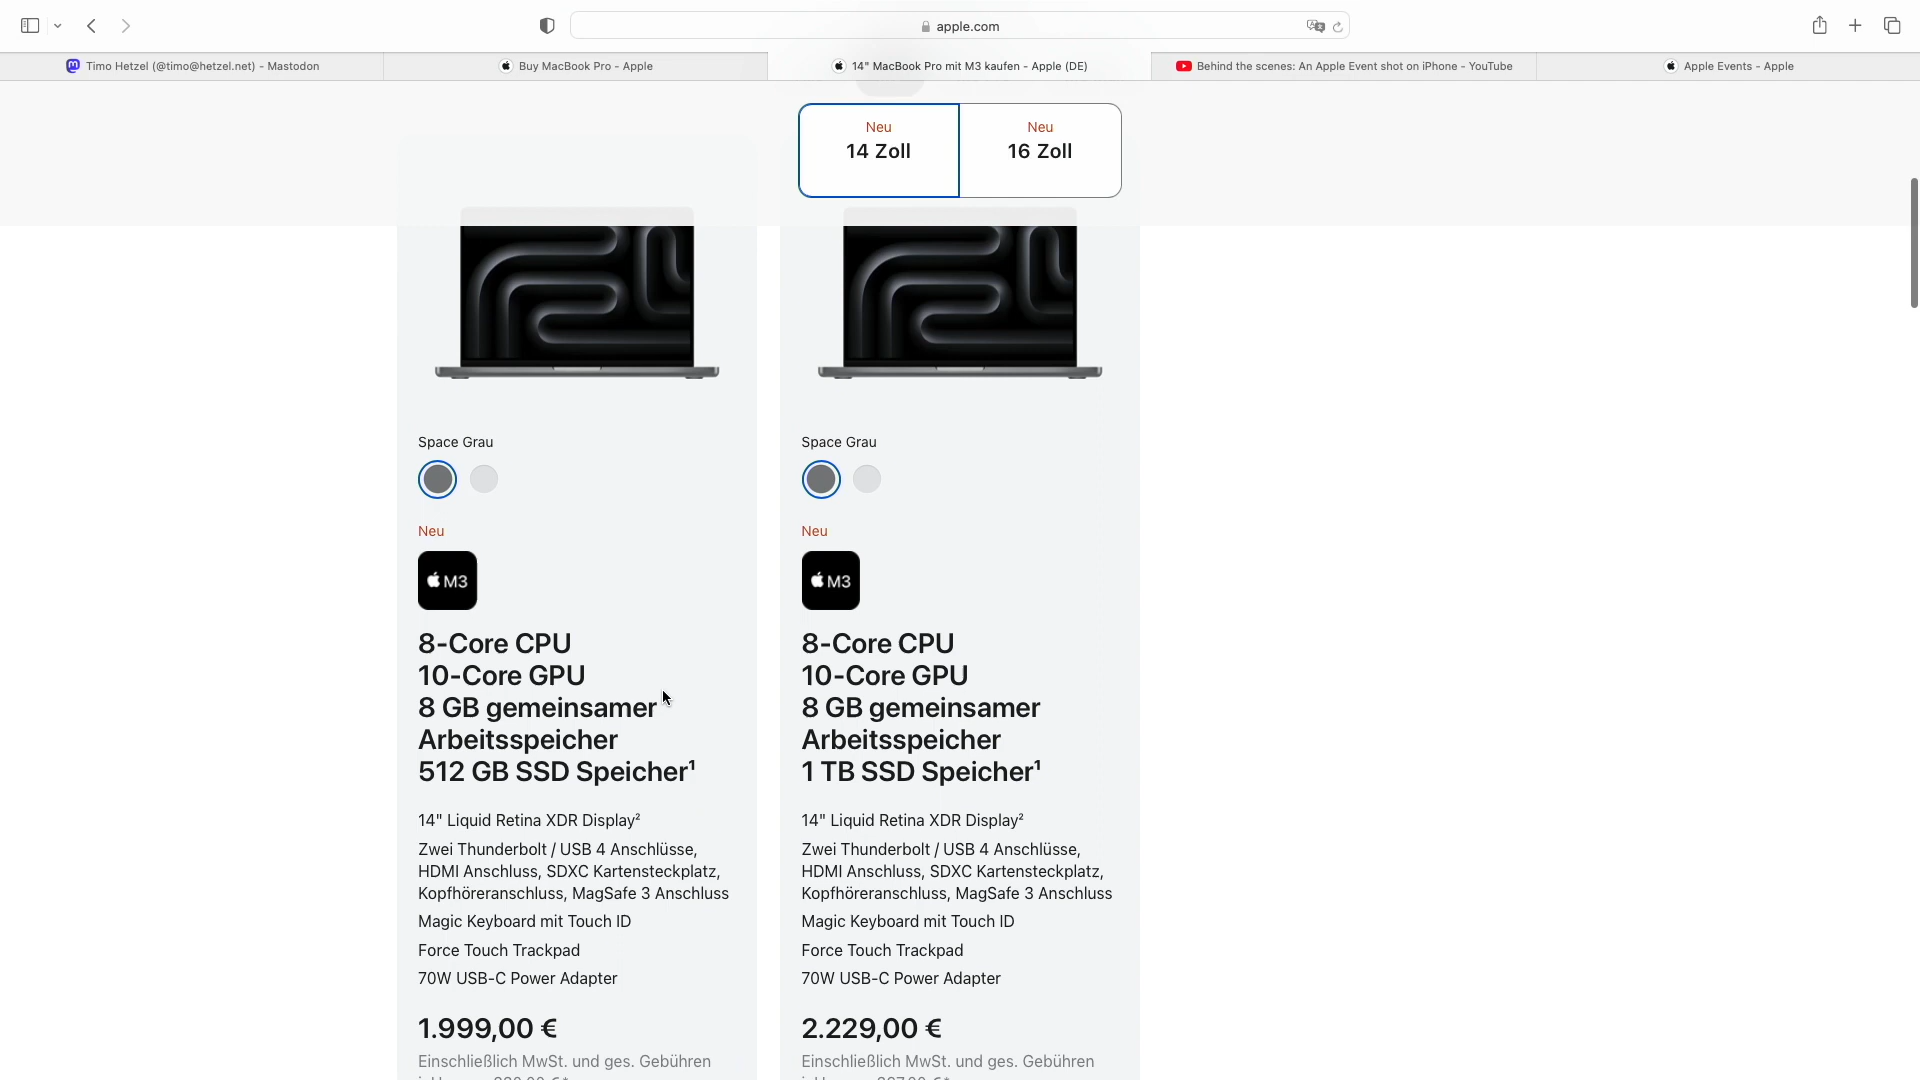 apple.com
Timo Hetzel (@timo@hetzel.net) - Mastodon
Buy MacBook Pro - Apple
14" MacBook Pro mit M3 kaufen - Apple (DE)
Behind the scenes: An Apple Event shot on iPhone - YouTube
Apple Events - Apple
Neu
14 Zoll
Neu
16 Zoll
Space Grau
Neu
M3
8-Core CPU
10-Core GPU
8 GB gemeinsamer
Arbeitsspeicher
512 GB SSD Speicher¹
14" Liquid Retina XDR Display²
Zwei Thunderbolt / USB 4 Anschlüsse,
HDMI Anschluss, SDXC Kartensteckplatz,
Kopfhöreranschluss, MagSafe 3 Anschluss
Magic Keyboard mit Touch ID
Force Touch Trackpad
70W USB-C Power Adapter
1.999,00 €
Einschließlich MwSt. und ges. Gebühren
Space Grau
Neu
M3
8-Core CPU
10-Core GPU
8 GB gemeinsamer
Arbeitsspeicher
1 TB SSD Speicher¹
14" Liquid Retina XDR Display²
Zwei Thunderbolt / USB 4 Anschlüsse,
HDMI Anschluss, SDXC Kartensteckplatz,
Kopfhöreranschluss, MagSafe 3 Anschluss
Magic Keyboard mit Touch ID
Force Touch Trackpad
70W USB-C Power Adapter
2.229,00 €
Einschließlich MwSt. und ges. Gebühren